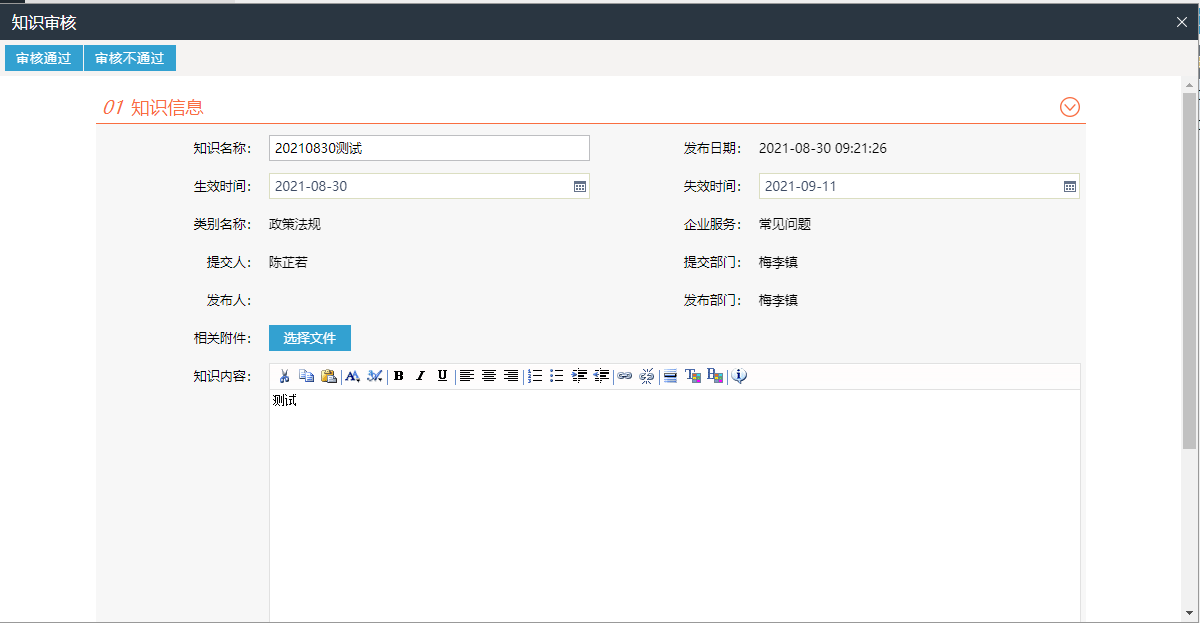 知识审核
审核通过 审核不通过
01 知识信息
知识名称： 20210830测试 发布日期： 2021-08-30 09:21:26
生效时间： 2021-08-30 失效时间： 2021-09-11
类别名称： 政策法规 企业服务： 常见问题
提交人： 陈芷若 提交部门： 梅李镇
发布人： 发布部门： 梅李镇
相关附件： 选择文件
知识内容： B I U
测试